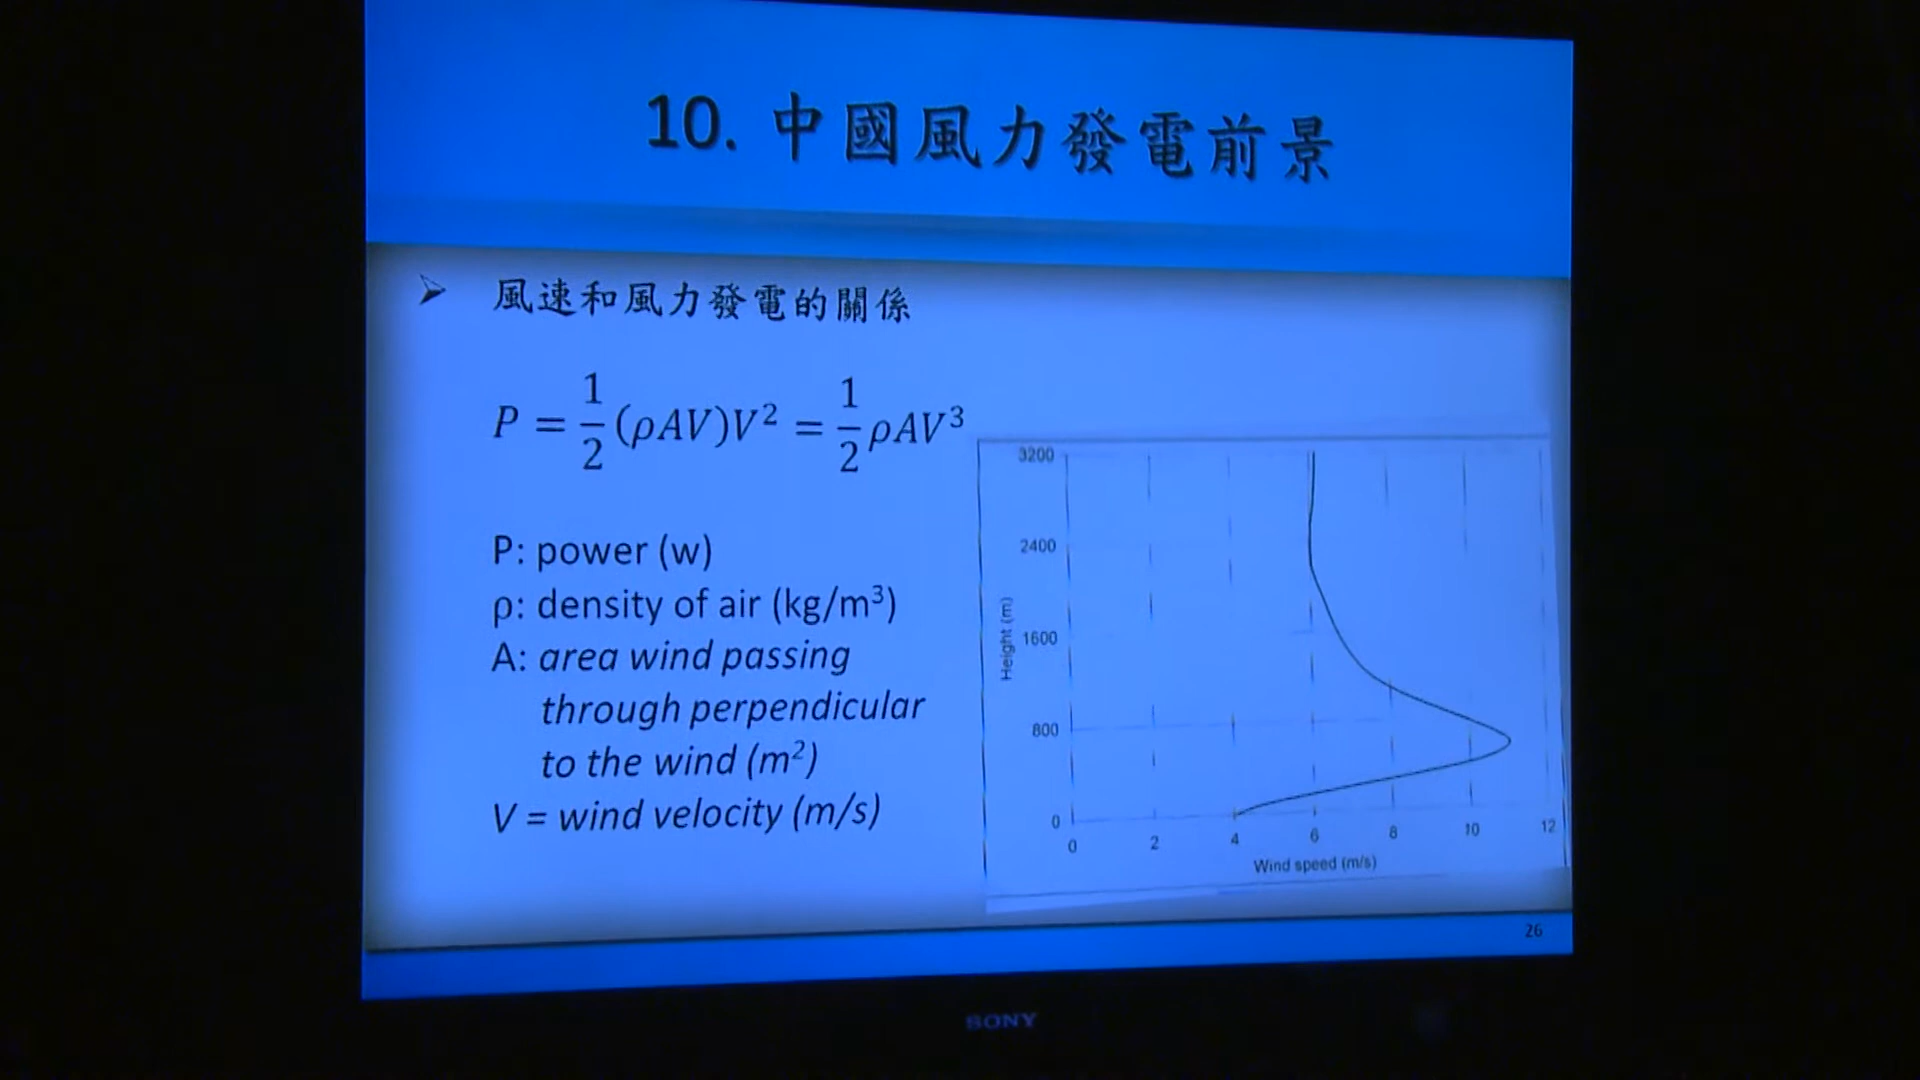 10. 中國風力發電前景
➢ 風速和風力發電的關係
P = 1/2 (ρAV)V² = 1/2 ρAV³
P: power (w)
ρ: density of air (kg/m³)
A: area wind passing
through perpendicular
to the wind (m²)
V = wind velocity (m/s)
3200
2400
1600
800
0
Height (m)
0 2 4 6 8 10 12
Wind speed (m/s)
26
SONY